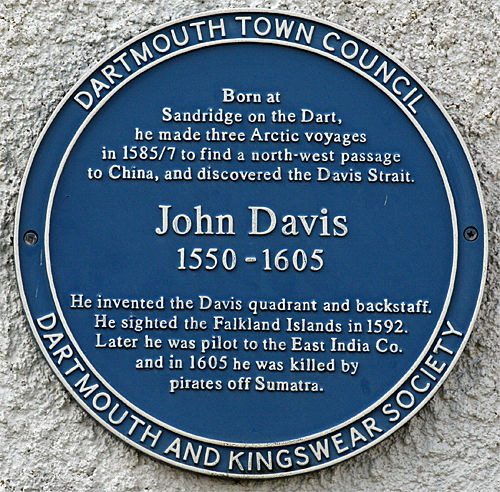 DARTMOUTH TOWN COUNCIL
Born at
Sandridge on the Dart,
he made three Arctic voyages
in 1585/7 to find a north-west passage
to China, and discovered the Davis Strait.
John Davis
1550 - 1605
He invented the Davis quadrant and backstaff.
He sighted the Falkland Islands in 1592.
Later he was pilot to the East India Co.
and in 1605 he was killed by
pirates off Sumatra.
DARTMOUTH AND KINGSWEAR SOCIETY